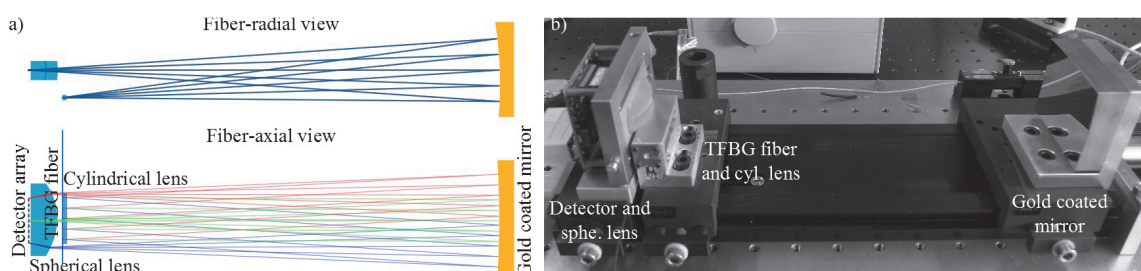 a)
Fiber-radial view
Fiber-axial view
Detector array
TFBG fiber
Cylindrical lens
Spherical lens
Gold coated mirror
b)
TFBG fiber
and cyl. lens
Detector and
sphe. lens
Gold coated
mirror